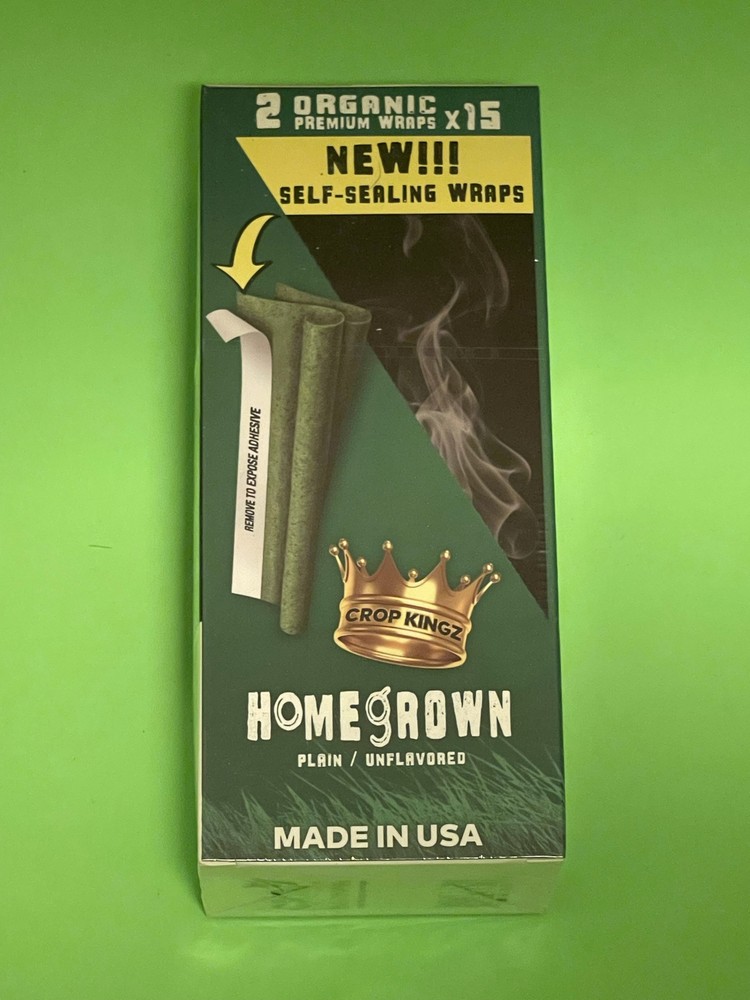 2 ORGANIC
PREMIUM WRAPS x15
NEW!!!
SELF-SEALING WRAPS
REMOVE TO EXPOSE ADHESIVE
CROP KINGZ
HOMEgROWN
PLAIN / UNFLAVORED
MADE IN USA